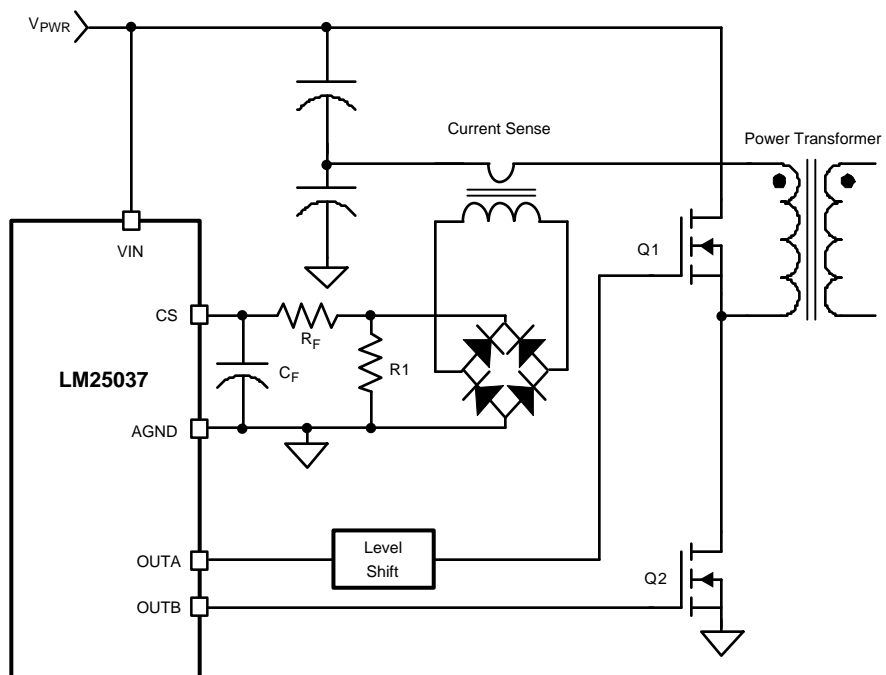 VPWR
Current Sense
Power Transformer
VIN
Q1
CS
RF
R1
CF
LM25037
AGND
OUTA
Level
Shift
Q2
OUTB